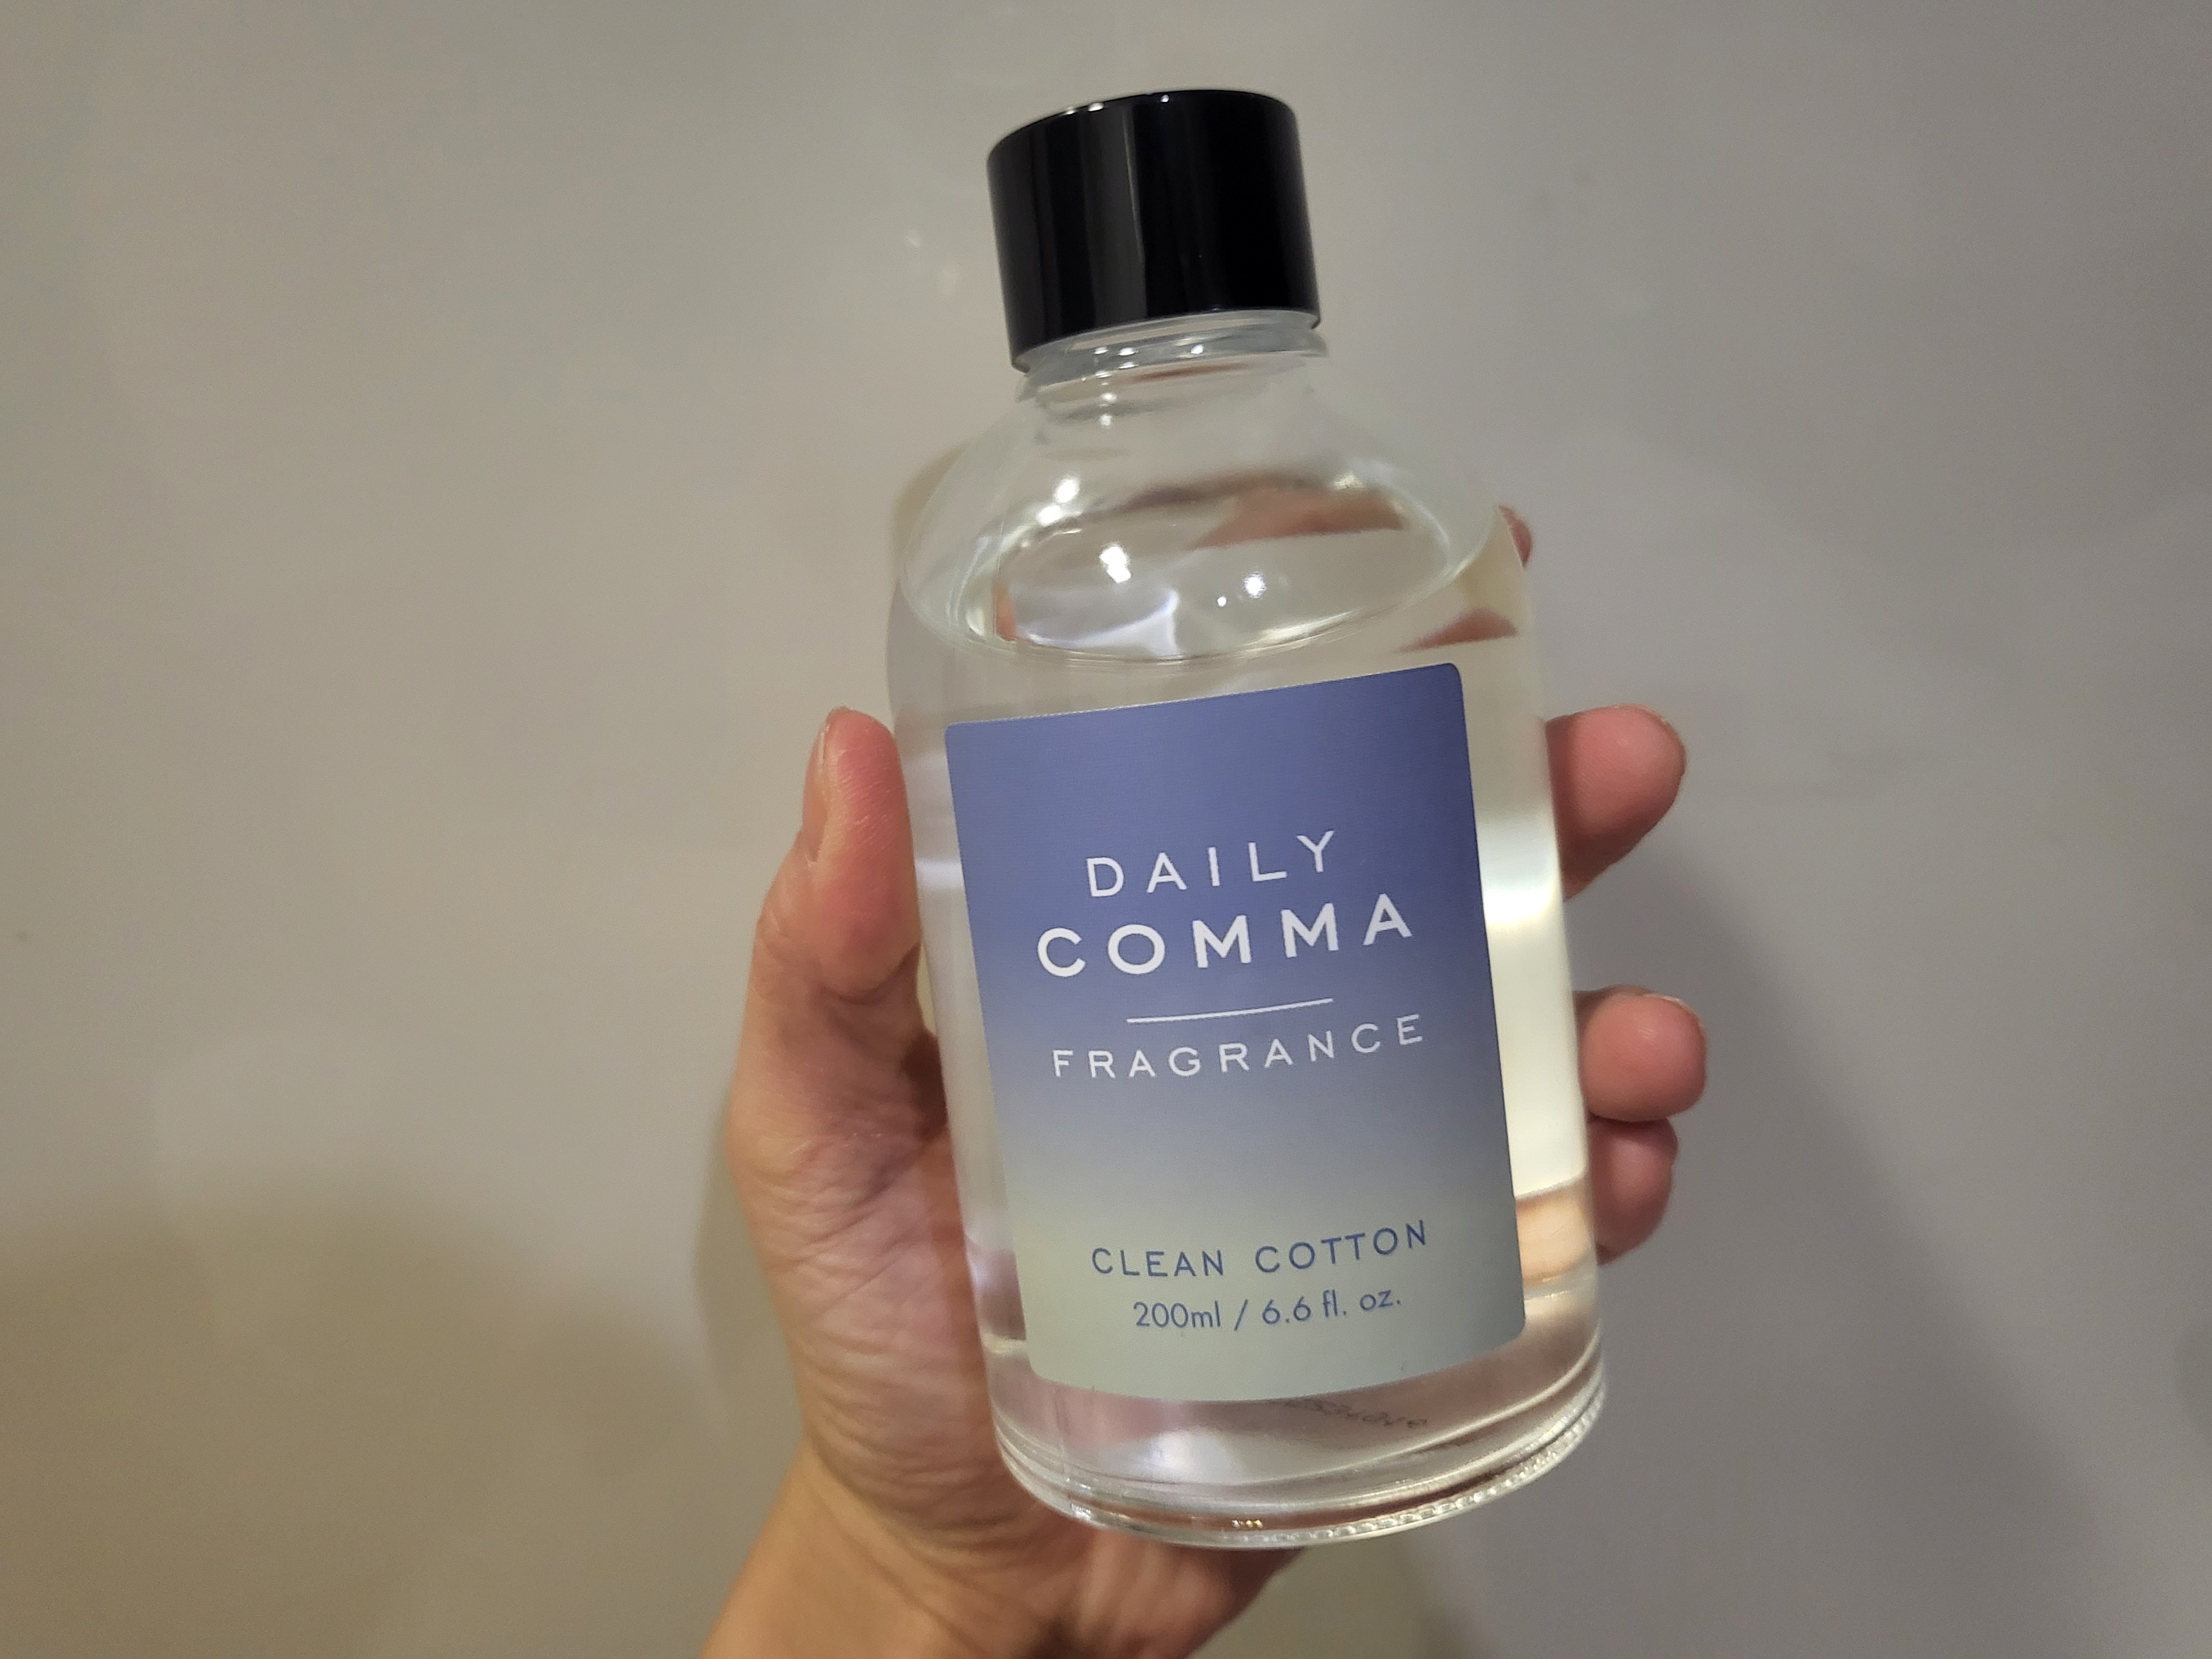 DAILY
COMMA
FRAGRANCE
CLEAN COTTON
200ml / 6.6 fl. oz.